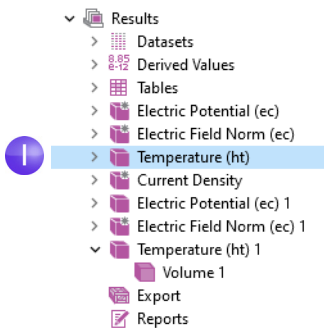 Results
Datasets
8.85
e-12 Derived Values
Tables
Electric Potential (ec)
Electric Field Norm (ec)
1 Temperature (ht)
Current Density
Electric Potential (ec) 1
Electric Field Norm (ec) 1
Temperature (ht) 1
Volume 1
Export
Reports